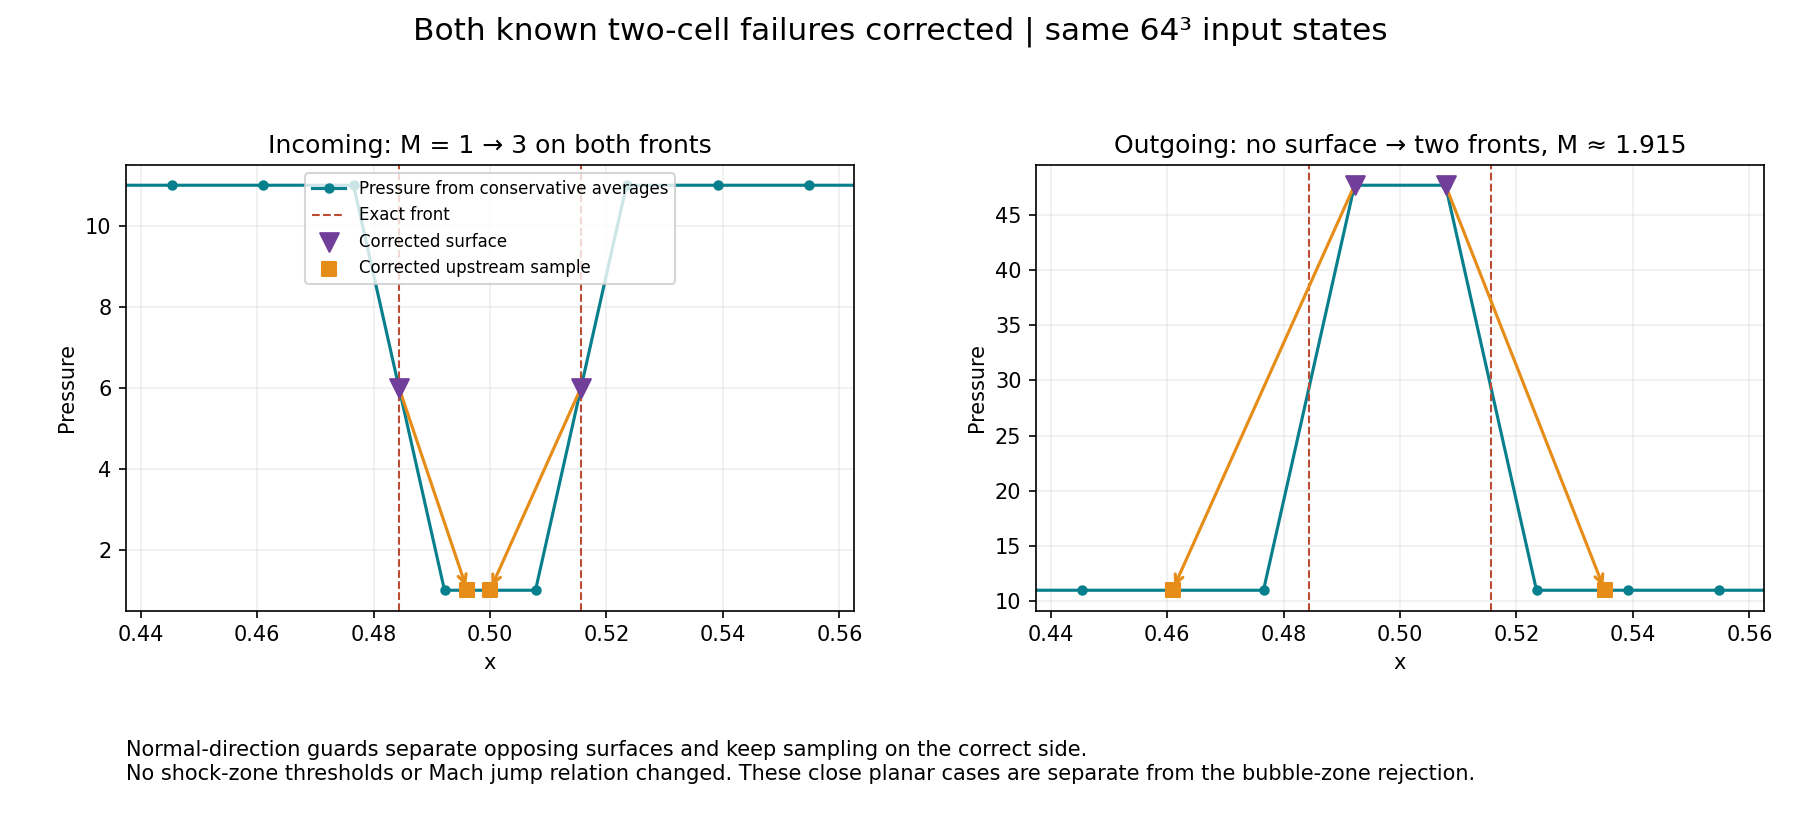 Both known two-cell failures corrected | same 64³ input states
Incoming: M = 1 → 3 on both fronts
Pressure from conservative averages
Exact front
Corrected surface
Corrected upstream sample
10
8
6
4
2
Pressure
0.44
0.46
0.48
0.50
0.52
0.54
0.56
x
Outgoing: no surface → two fronts, M ≈ 1.915
45
40
35
30
25
20
15
10
Pressure
0.44
0.46
0.48
0.50
0.52
0.54
0.56
x
Normal-direction guards separate opposing surfaces and keep sampling on the correct side.
No shock-zone thresholds or Mach jump relation changed. These close planar cases are separate from the bubble-zone rejection.